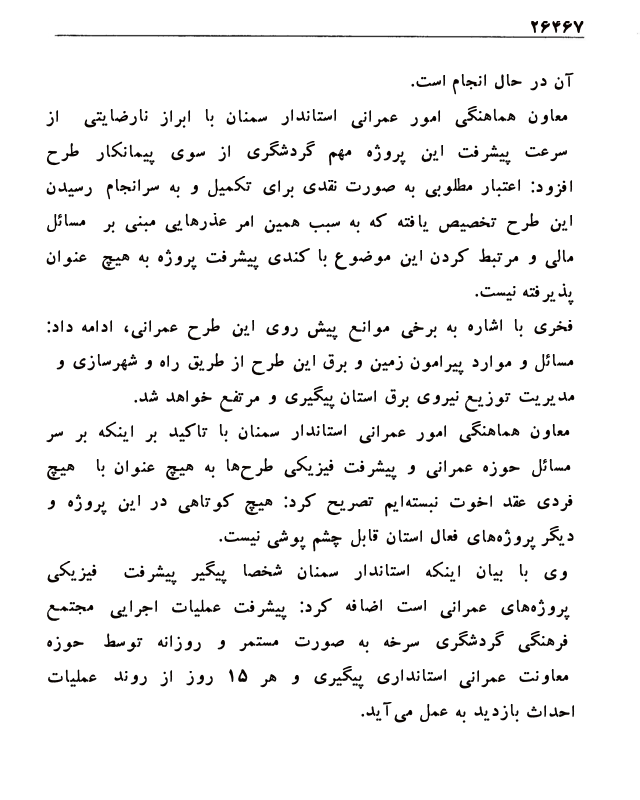 ۲۶۴۶۷
آن در حال انجام است.
معاون هماهنگی امور عمرانی استاندار سمنان با ابراز نارضایتی از
سرعت پیشرفت این پروژه مهم گردشگری از سوی پیمانکار طرح
افزود: اعتبار مطلوبی به صورت نقدی برای تکمیل و به سرانجام رسیدن
این طرح تخصیص یافته که به سبب همین امر عذرهایی مبنی بر مسائل
مالی و مرتبط کردن این موضوع با کندی پیشرفت پروژه به هیچ عنوان
پذیرفته نیست.
فخری با اشاره به برخی موانع پیش روی این طرح عمرانی، ادامه داد:
مسائل و موارد پیرامون زمین و برق این طرح از طریق راه و شهرسازی و
مدیریت توزیع نیروی برق استان پیگیری و مرتفع خواهد شد.
معاون هماهنگی امور عمرانی استاندار سمنان با تاکید بر اینکه بر سر
مسائل حوزه عمرانی و پیشرفت فیزیکی طرح‌ها به هیچ عنوان با هیچ
فردی عقد اخوت نبسته‌ایم تصریح کرد: هیچ کوتاهی در این پروژه و
دیگر پروژه‌های فعال استان قابل چشم پوشی نیست.
وی با بیان اینکه استاندار سمنان شخصا پیگیر پیشرفت فیزیکی
پروژه‌های عمرانی است اضافه کرد: پیشرفت عملیات اجرایی مجتمع
فرهنگی گردشگری سرخه به صورت مستمر و روزانه توسط حوزه
معاونت عمرانی استانداری پیگیری و هر ۱۵ روز از روند عملیات
احداث بازدید به عمل می‌آید.